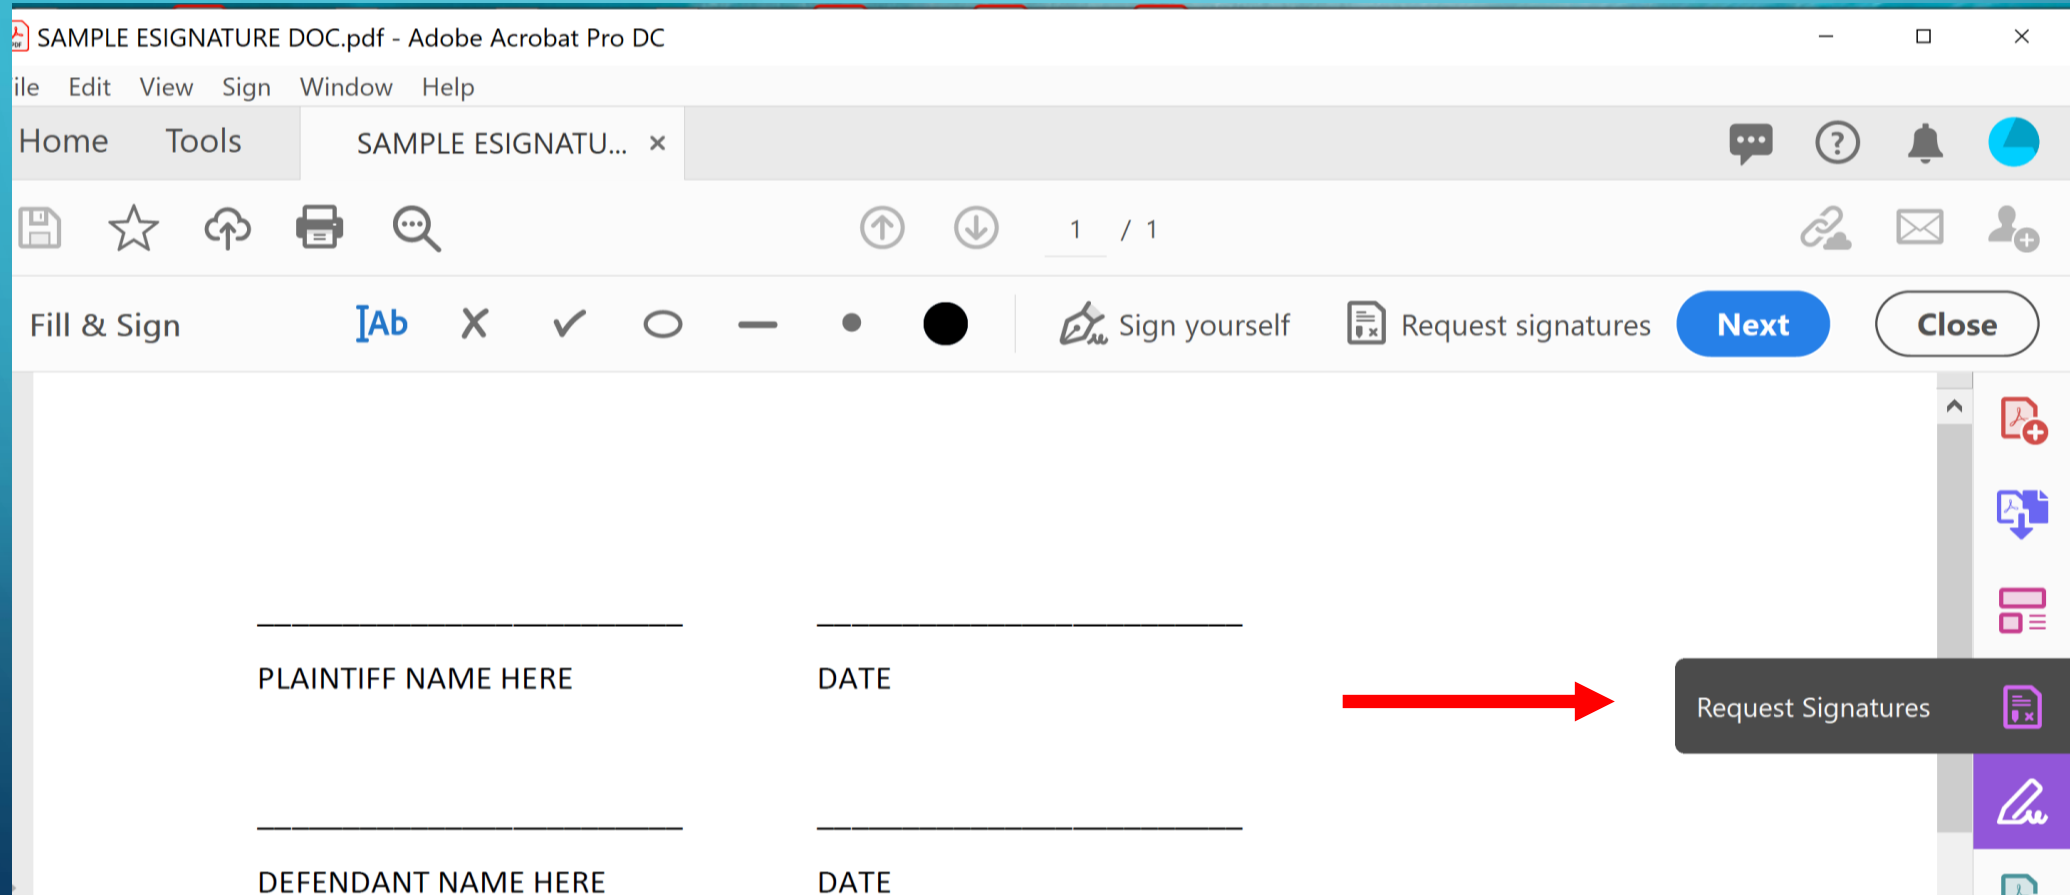 SAMPLE ESIGNATURE DOC.pdf - Adobe Acrobat Pro DC
ile Edit View Sign Window Help
Home Tools SAMPLE ESIGNATU... ×
1 / 1
Fill & Sign Ab Sign yourself Request signatures Next Close
PLAINTIFF NAME HERE DATE
Request Signatures
DEFENDANT NAME HERE DATE